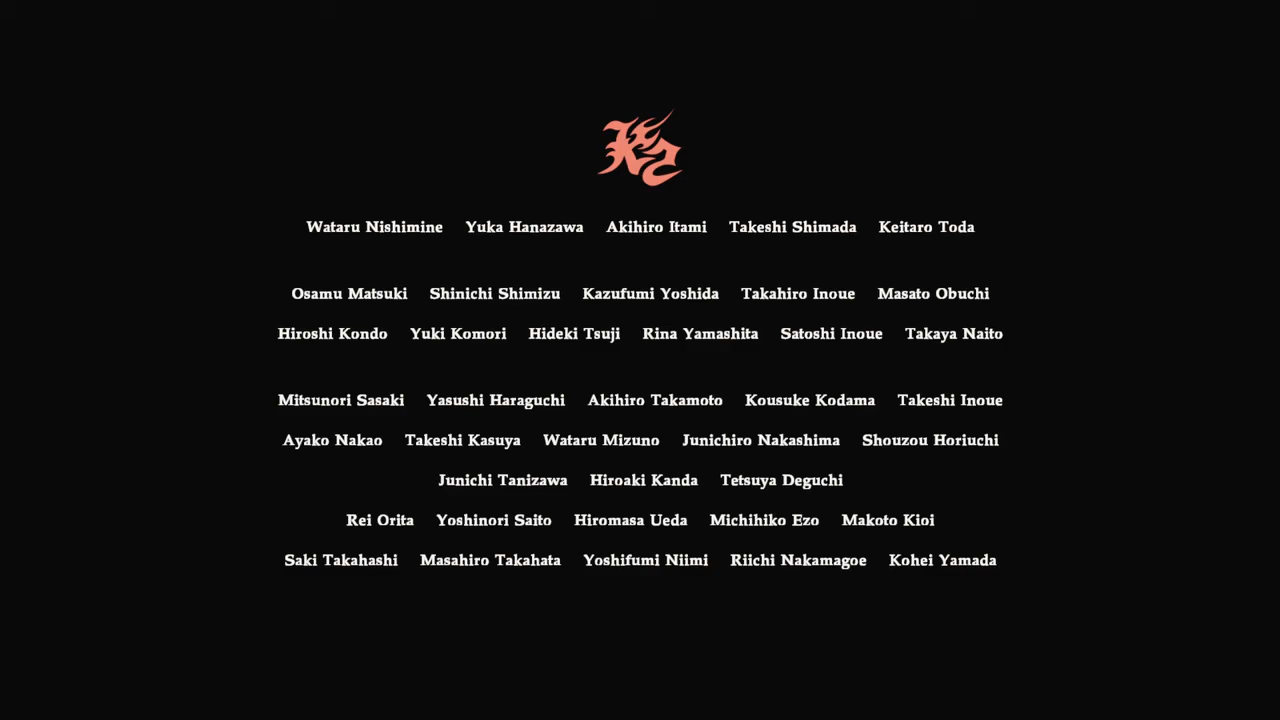 K2
Wataru Nishimine Yuka Hanazawa Akihiro Itami Takeshi Shimada Keitaro Toda
Osamu Matsuki Shinichi Shimizu Kazufumi Yoshida Takahiro Inoue Masato Obuchi
Hiroshi Kondo Yuki Komori Hideki Tsuji Rina Yamashita Satoshi Inoue Takaya Naito
Mitsunori Sasaki Yasushi Haraguchi Akihiro Takamoto Kousuke Kodama Takeshi Inoue
Ayako Nakao Takeshi Kasuya Wataru Mizuno Junichiro Nakashima Shouzou Horiuchi
Junichi Tanizawa Hiroaki Kanda Tetsuya Deguchi
Rei Orita Yoshinori Saito Hiromasa Ueda Michihiko Ezo Makoto Kioi
Saki Takahashi Masahiro Takahata Yoshifumi Niimi Riichi Nakamagoe Kohei Yamada